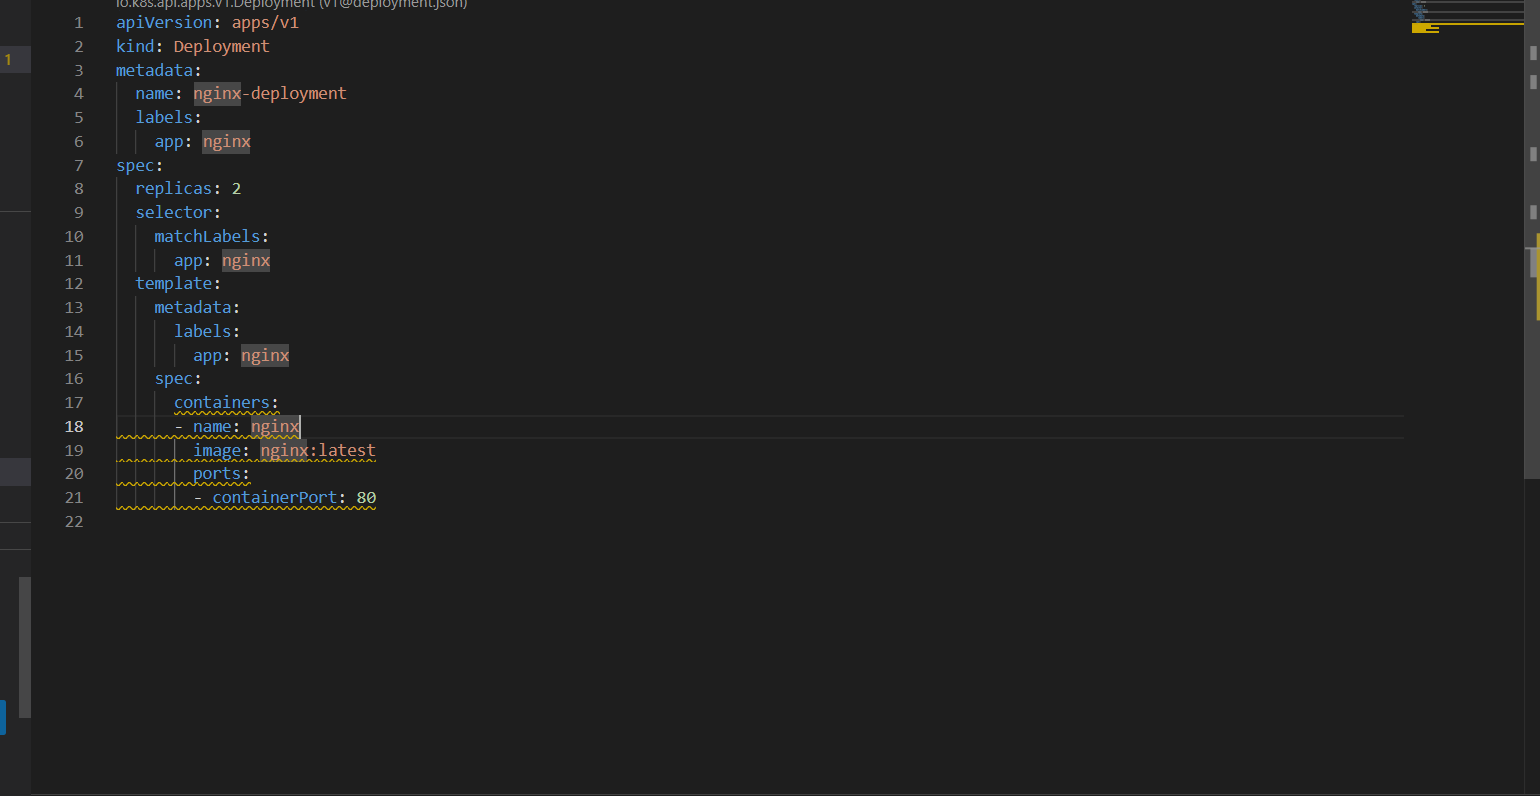 io.k8s.api.apps.v1.Deployment (v1@deployment.json)
1 apiVersion: apps/v1
2 kind: Deployment
3 metadata:
4   name: nginx-deployment
5   labels:
6     app: nginx
7 spec:
8   replicas: 2
9   selector:
10     matchLabels:
11       app: nginx
12   template:
13     metadata:
14       labels:
15         app: nginx
16     spec:
17       containers:
18       - name: nginx
19         image: nginx:latest
20         ports:
21         - containerPort: 80
22
1